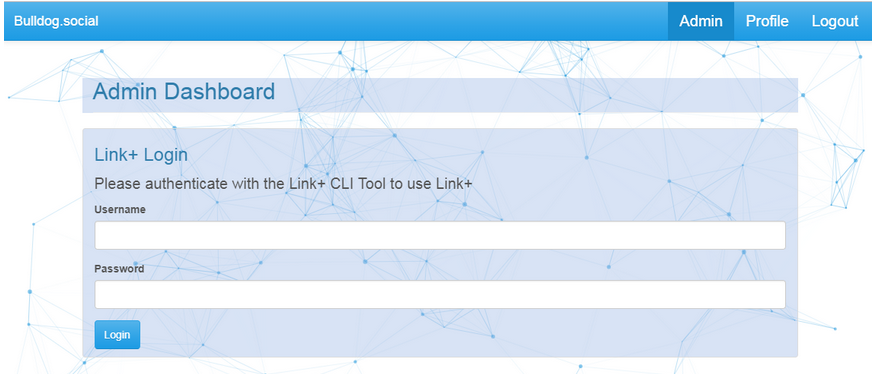 Bulldog.social
Admin Profile Logout
Admin Dashboard
Link+ Login
Please authenticate with the Link+ CLI Tool to use Link+
Username
Password
Login